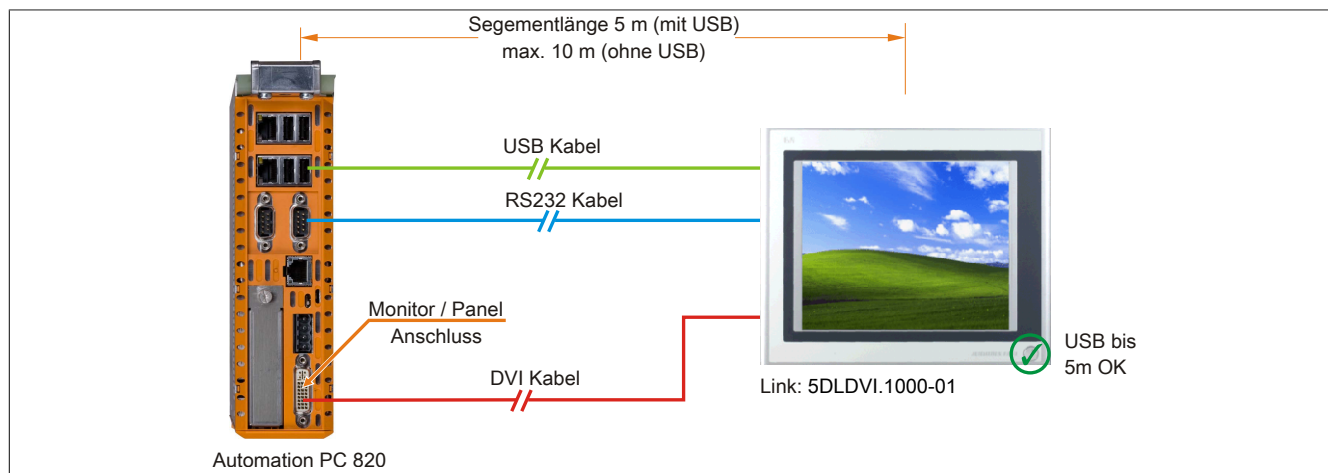 Segementlänge 5 m (mit USB)
max. 10 m (ohne USB)
USB Kabel
RS232 Kabel
Monitor / Panel
Anschluss
DVI Kabel
USB bis
5m OK
Link: 5DLDVI.1000-01
Automation PC 820